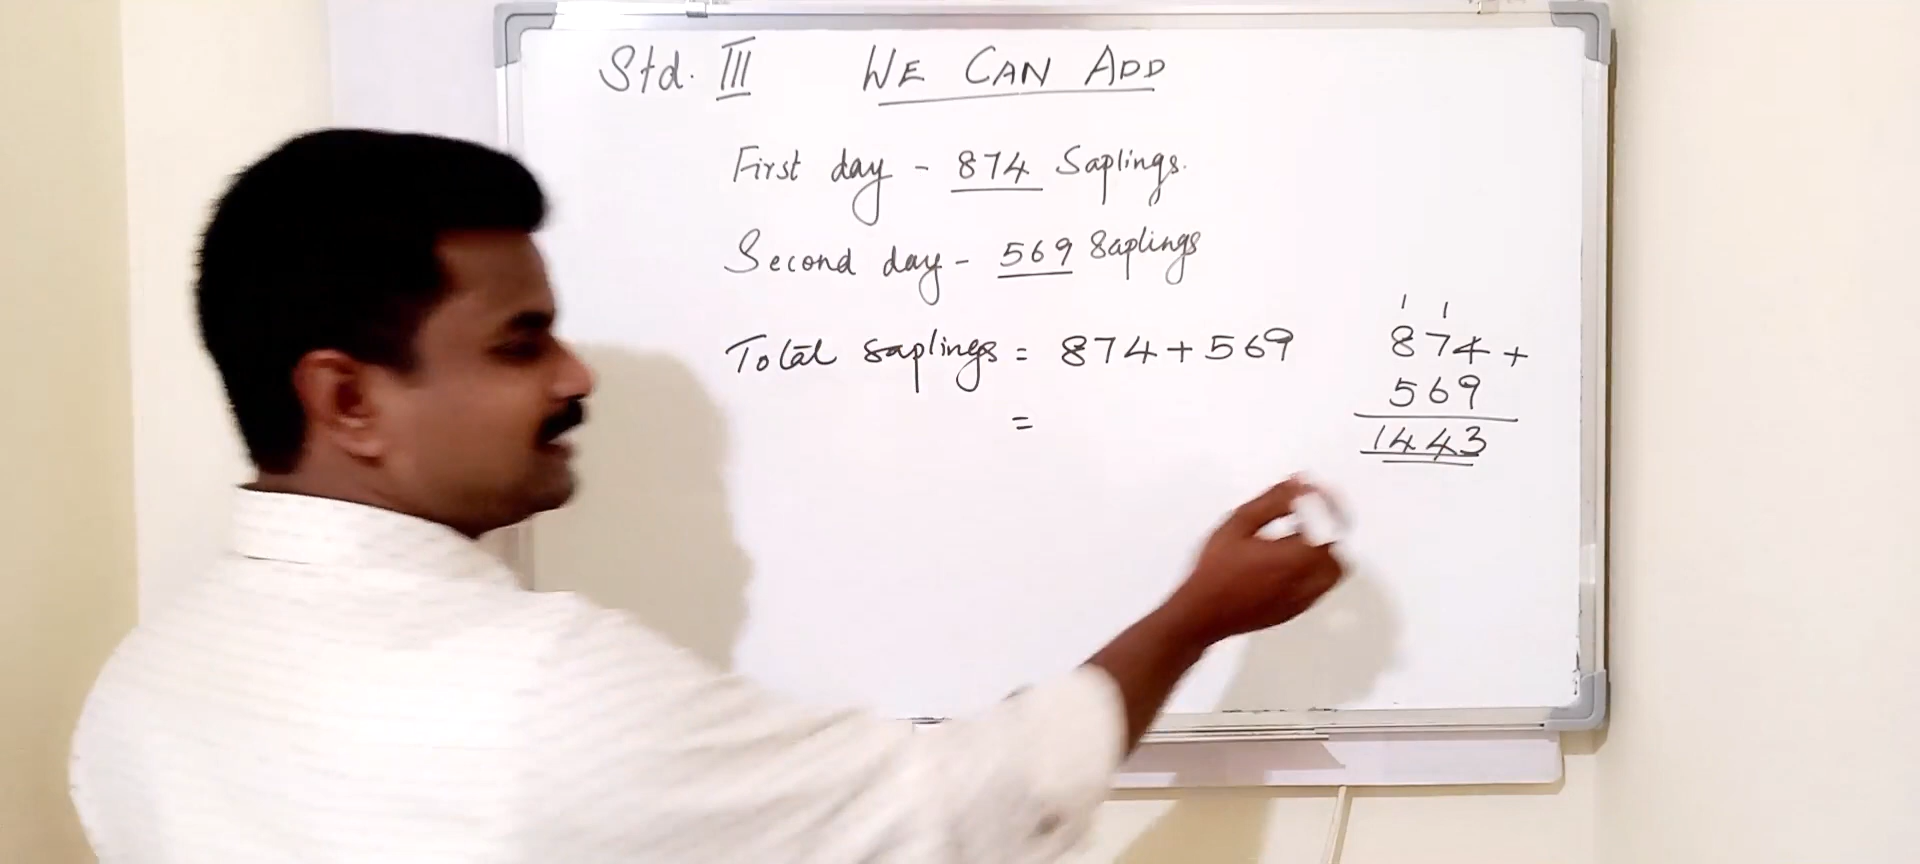 Std. III WE CAN ADD
First day - 874 Saplings.
Second day - 569 Saplings
Total saplings = 874 + 569
=
1 1
874 +
569
1443